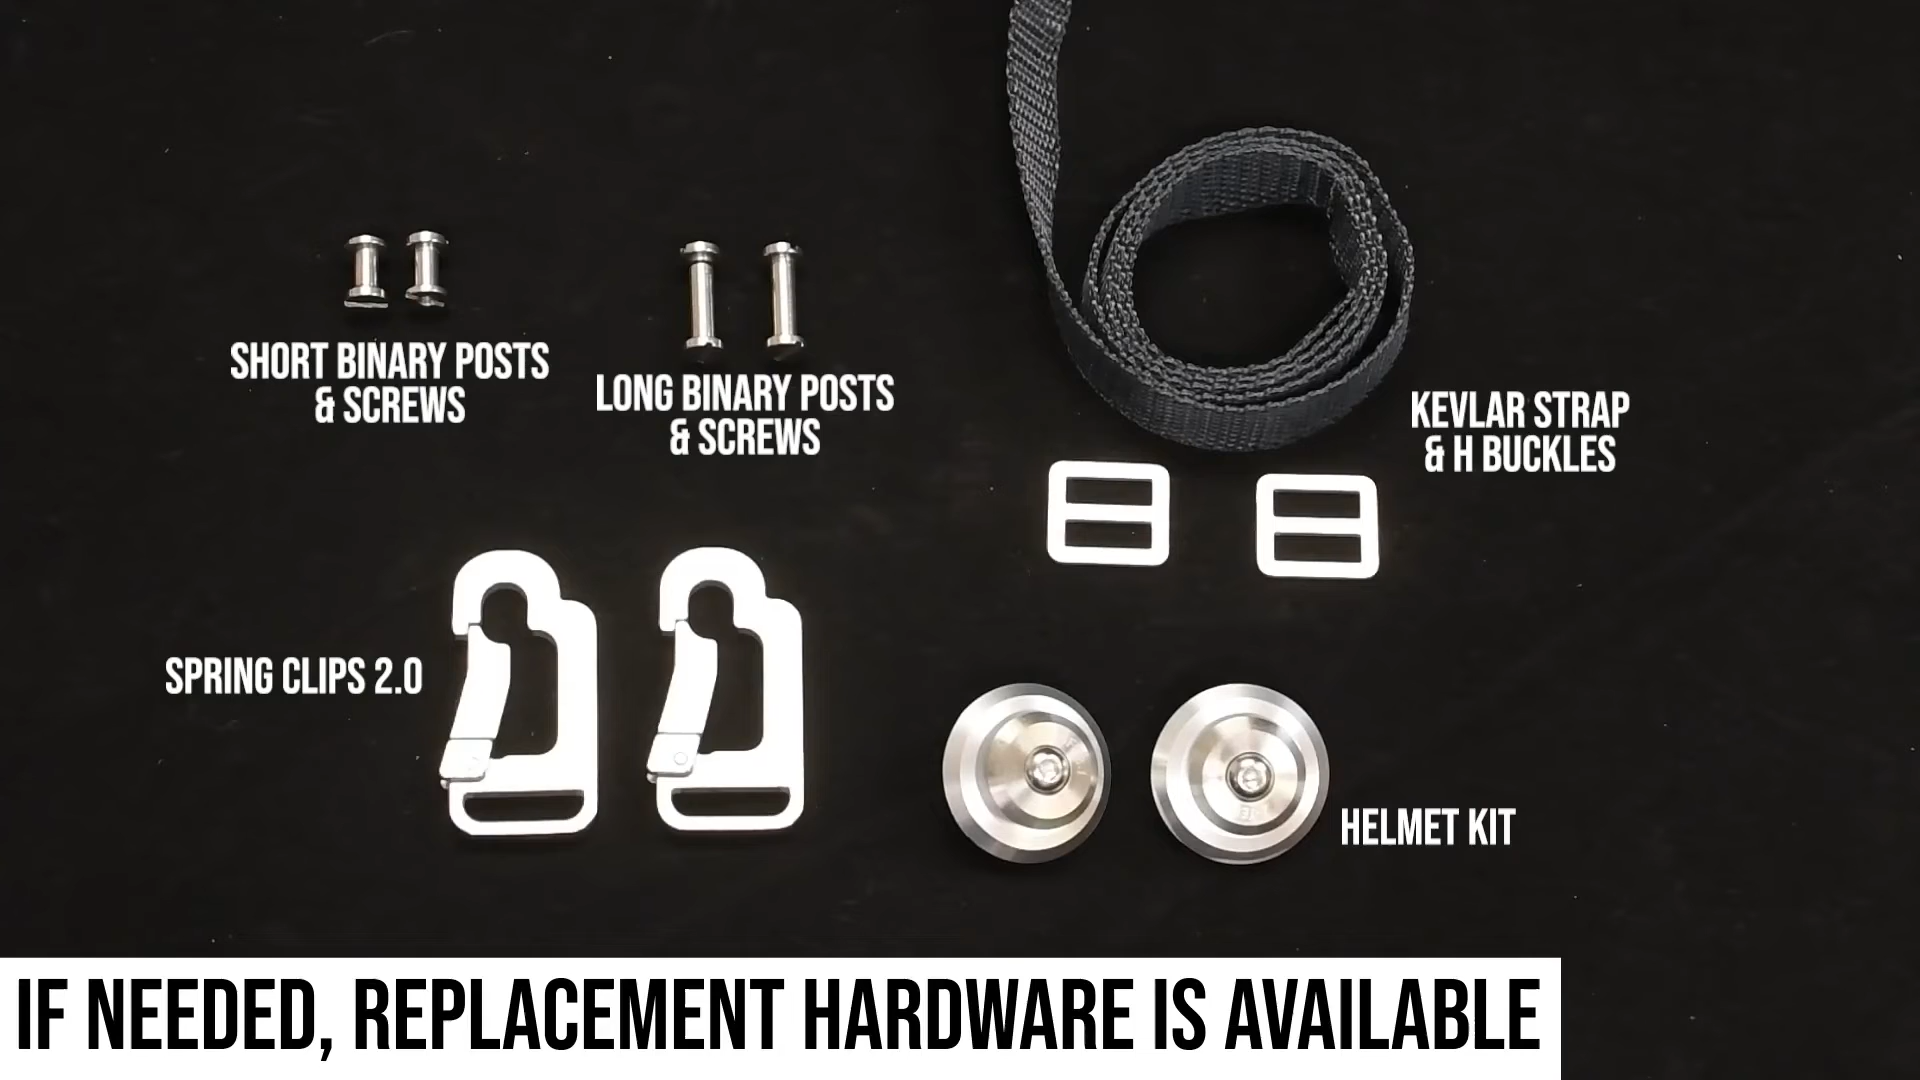 SHORT BINARY POSTS
& SCREWS
LONG BINARY POSTS
& SCREWS
KEVLAR STRAP
& H BUCKLES
SPRING CLIPS 2.0
HELMET KIT
IF NEEDED, REPLACEMENT HARDWARE IS AVAILABLE